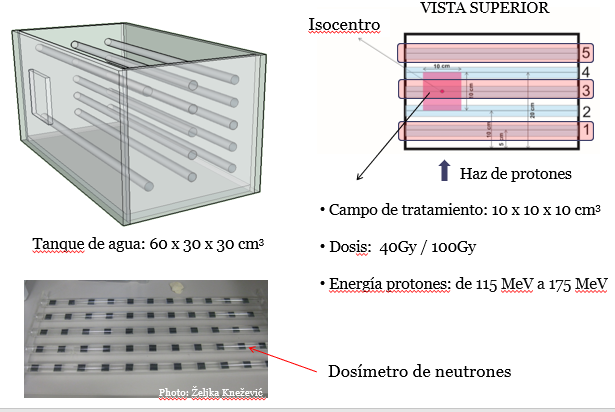 VISTA SUPERIOR
Isocentro
10 cm
10 cm
20 cm
10 cm
5 cm
5
4
3
2
1
Haz de protones
Tanque de agua: 60 x 30 x 30 cm³
• Campo de tratamiento: 10 x 10 x 10 cm³
• Dosis: 40Gy / 100Gy
• Energía protones: de 115 MeV a 175 MeV
Dosímetro de neutrones
Photo: Željka Knežević